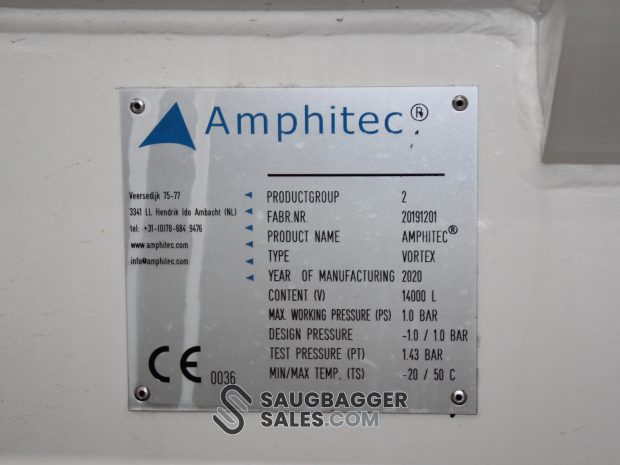 Amphitec®
Veersedijk 75-77
3341 LL Hendrik Ido Ambacht (NL)
tel: +31-(0)78-684 9476
www.amphitec.com
info@amphitec.com
PRODUCTGROUP 2
FABR.NR. 20191201
PRODUCT NAME AMPHITEC®
TYPE VORTEX
YEAR OF MANUFACTURING 2020
CONTENT (V) 14000 L
MAX. WORKING PRESSURE (PS) 1.0 BAR
DESIGN PRESSURE -1.0 / 1.0 BAR
TEST PRESSURE (PT) 1.43 BAR
MIN/MAX TEMP. (TS) -20 / 50 C
CE 0036
SAUGBAGGER
SALES.COM